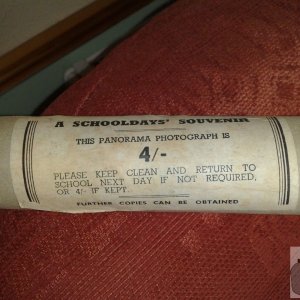 A SCHOOLDAYS' SOUVENIR
THIS PANORAMA PHOTOGRAPH IS
4/-
PLEASE KEEP CLEAN AND RETURN TO
SCHOOL NEXT DAY IF NOT REQUIRED,
OR 4/- IF KEPT.
FURTHER COPIES CAN BE OBTAINED